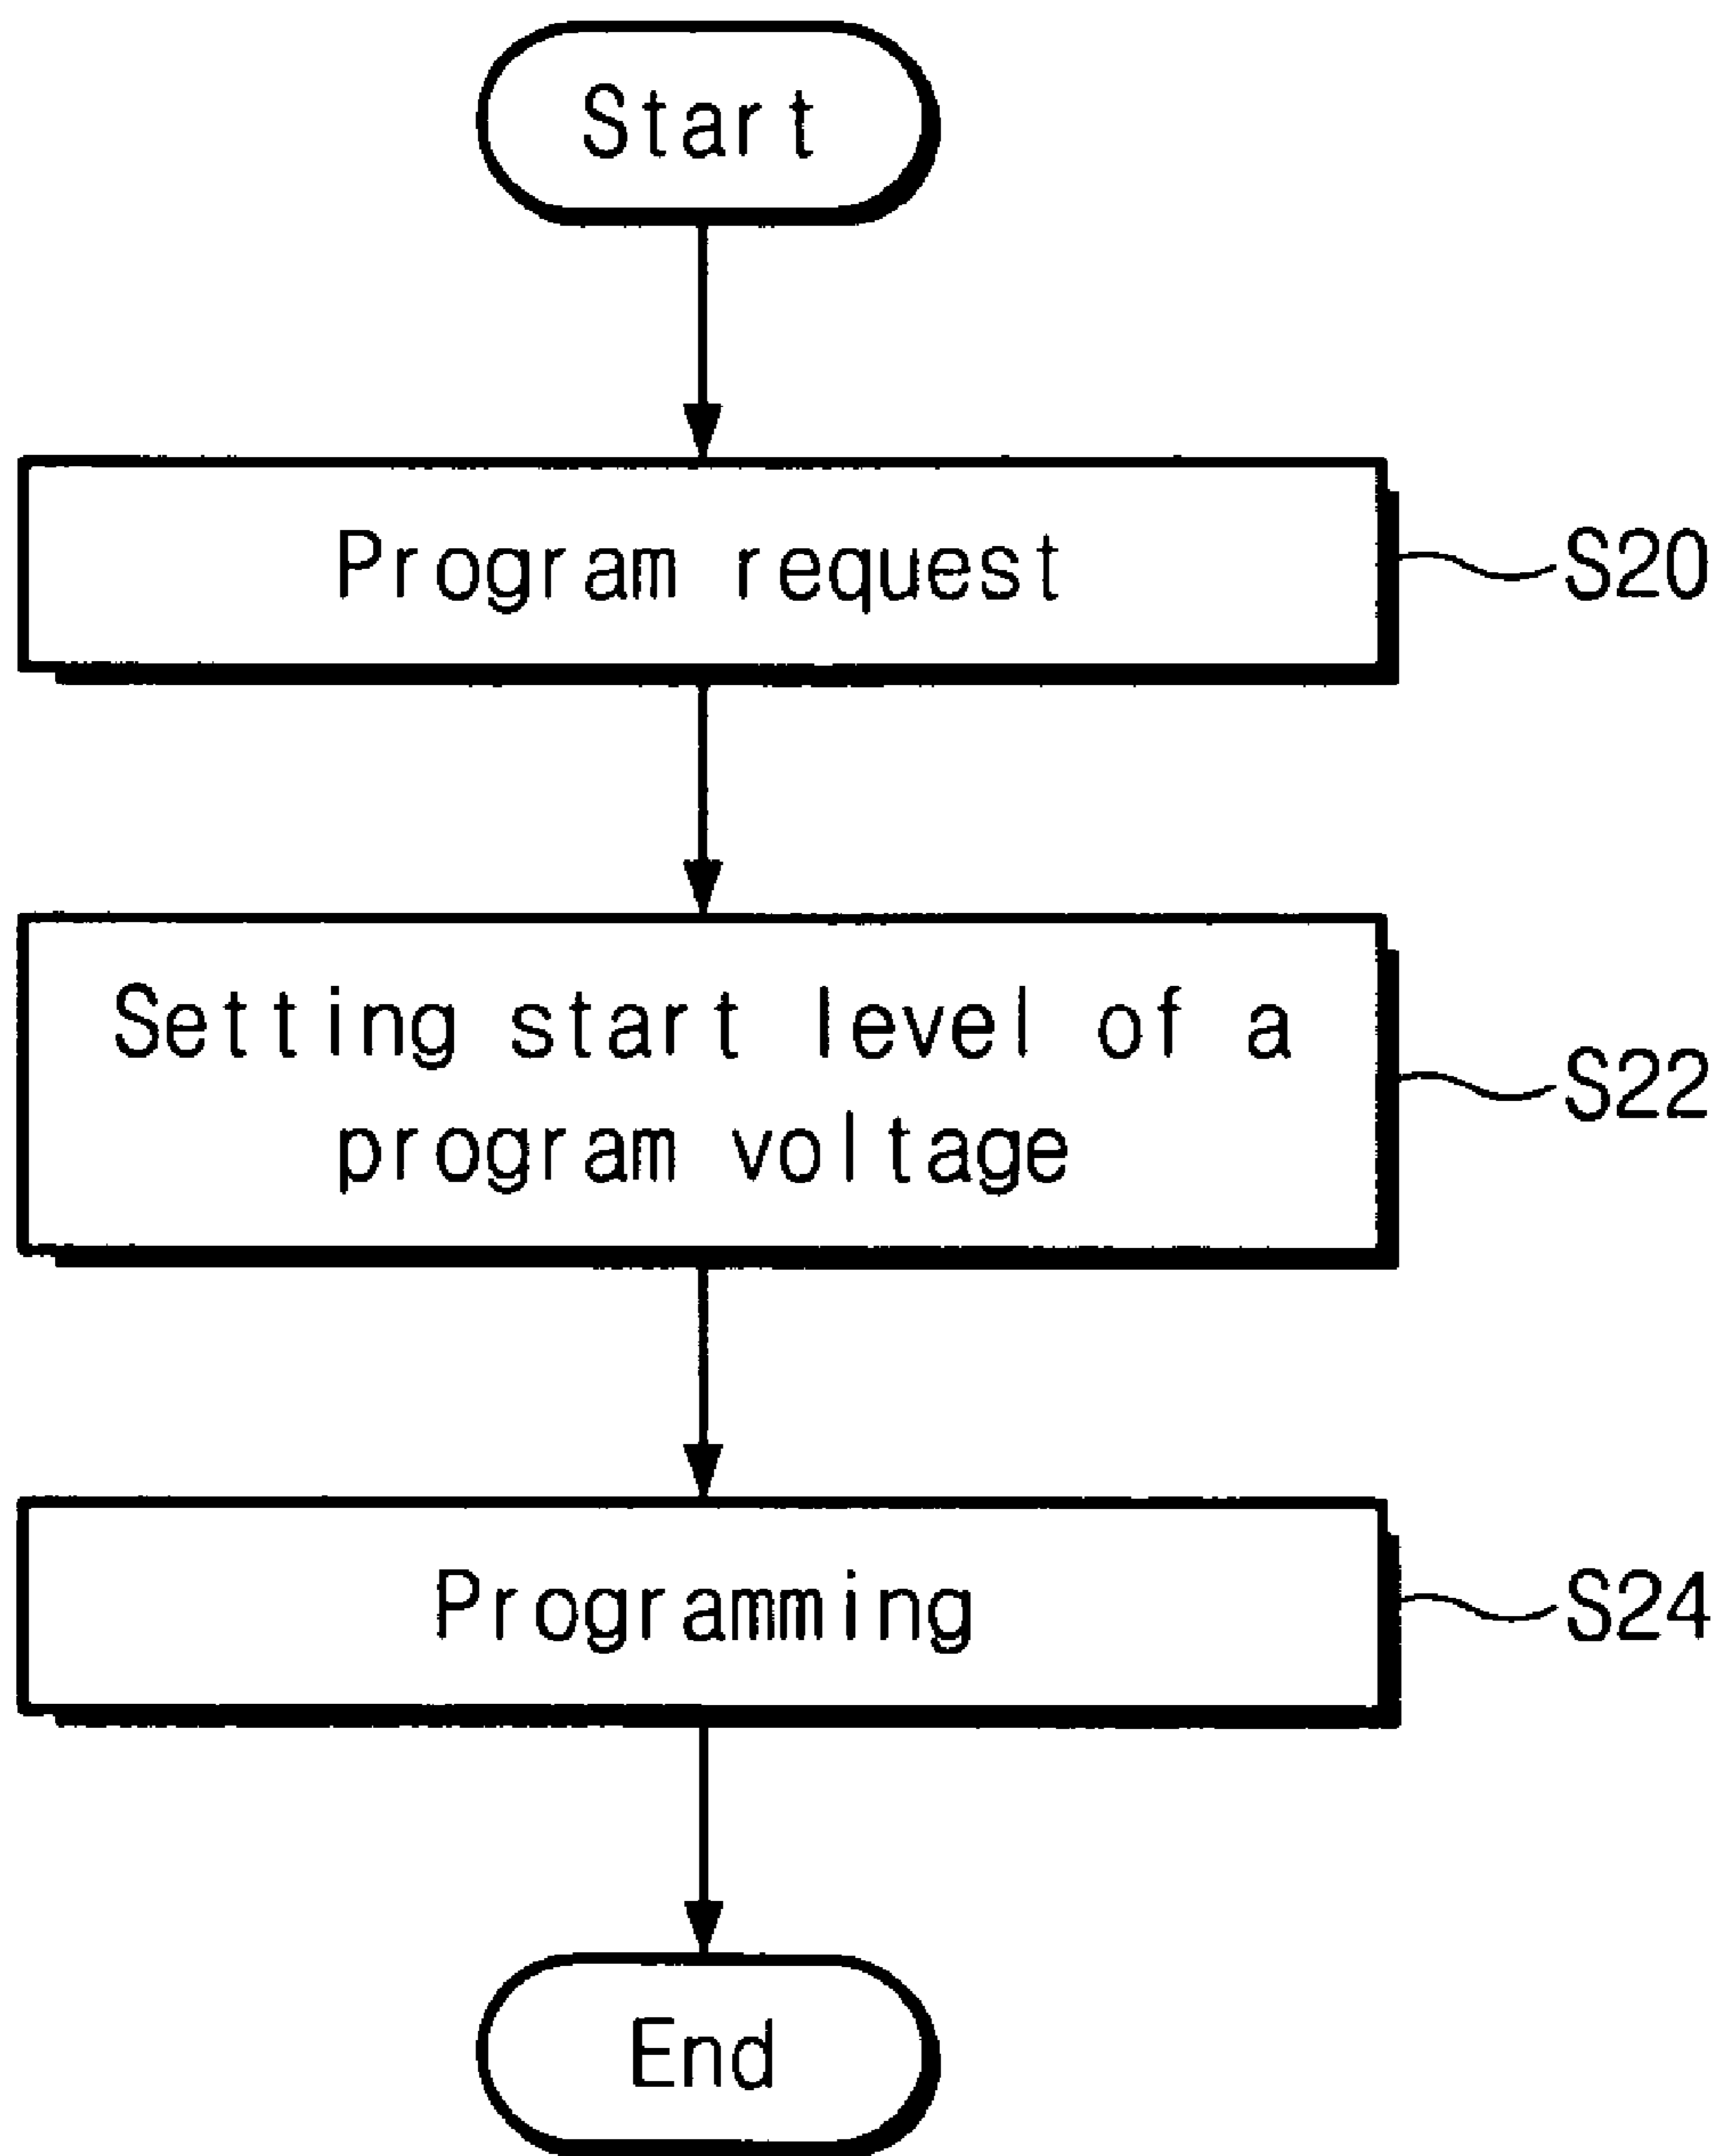 Start
Program request
S20
Setting start level of a
program voltage
S22
Programming
S24
End